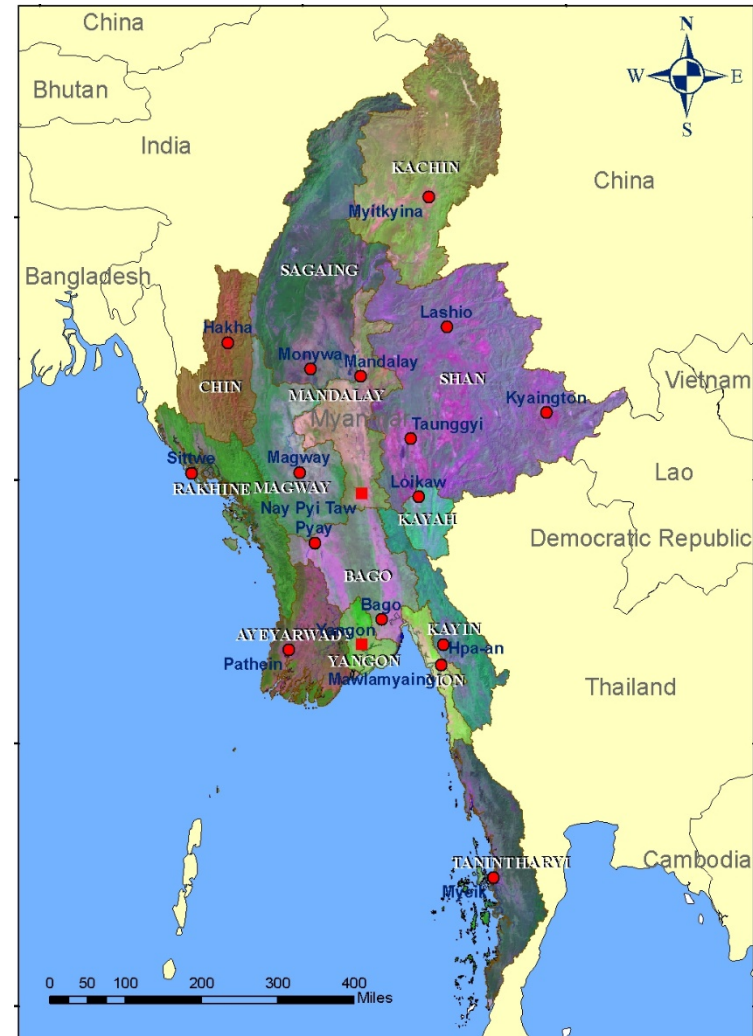 China
N
Bhutan
W
E
S
India
KACHIN
China
Myitkyina
Bangladesh
SAGAING
Lashio
Hakha
Monywa
Mandalay
Vietnam
CHIN
MANDALAY
SHAN
Kyaington
Myanmar
Taunggyi
Sittwe
Magway
Lao
RAKHINE
MAGWAY
Loikaw
Nay Pyi Taw
KAYAH
Pyay
Democratic Republic
BAGO
Bago
Yangon
AYEYARWADY
KAYIN
Hpa-an
Pathein
YANGON
Mawlamyaing
MON
Thailand
TANINTHARYI
Cambodia
Myeik
0 50 100 200 300 400
Miles